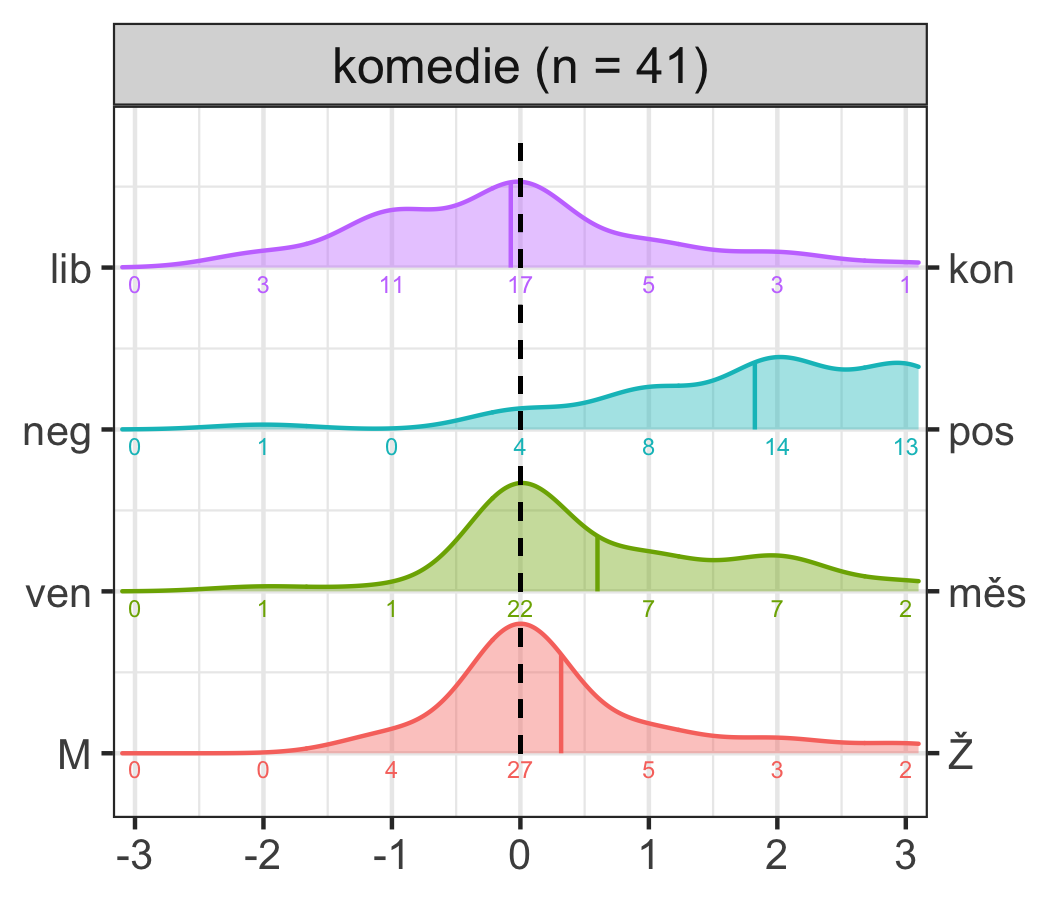 komedie (n = 41)
lib kon
0 3 11 17 5 3 1
neg pos
0 1 0 4 8 14 13
ven měs
0 1 1 22 7 7 2
M Ž
0 0 4 27 5 3 2
-3 -2 -1 0 1 2 3